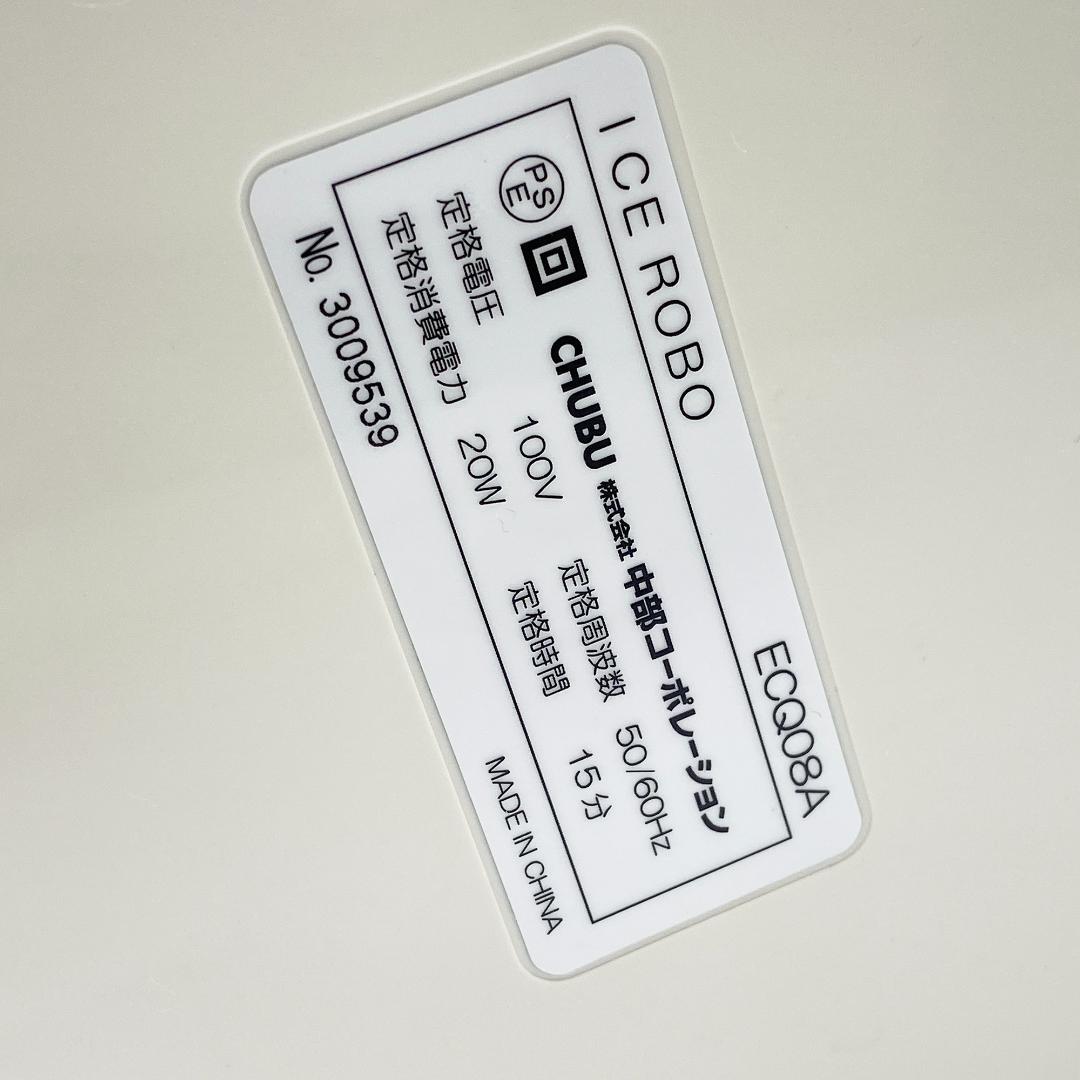 ICE ROBO ECQ08A
PSE CHUBU 株式会社 中部コーポレーション
定格電圧 100V 定格周波数 50/60Hz
定格消費電力 20W 定格時間 15分
No. 3009539 MADE IN CHINA